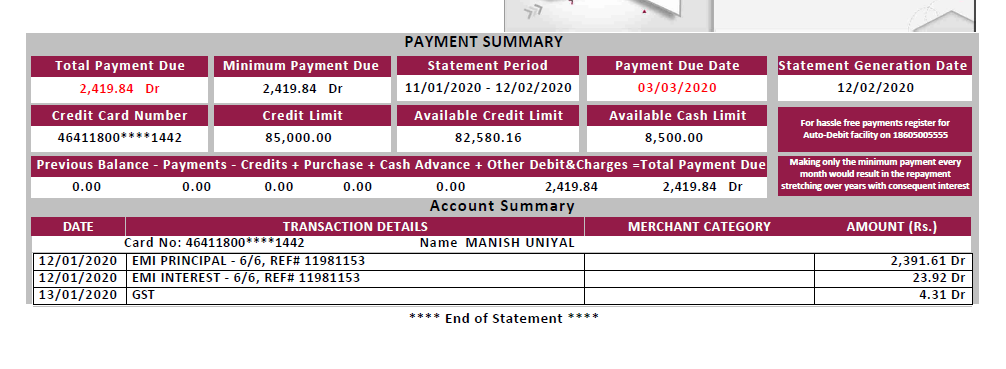 PAYMENT SUMMARY
Total Payment Due Minimum Payment Due Statement Period Payment Due Date Statement Generation Date
2,419.84 Dr 2,419.84 Dr 11/01/2020 - 12/02/2020 03/03/2020 12/02/2020
Credit Card Number Credit Limit Available Credit Limit Available Cash Limit
46411800****1442 85,000.00 82,580.16 8,500.00
For hassle free payments register for
Auto-Debit facility on 18605005555
Previous Balance - Payments - Credits + Purchase + Cash Advance + Other Debit&Charges =Total Payment Due
0.00 0.00 0.00 0.00 0.00 2,419.84 2,419.84 Dr
Making only the minimum payment every
month would result in the repayment
stretching over years with consequent interest
Account Summary
DATE TRANSACTION DETAILS MERCHANT CATEGORY AMOUNT (Rs.)
Card No: 46411800****1442 Name MANISH UNIYAL
12/01/2020 EMI PRINCIPAL - 6/6, REF# 11981153 2,391.61 Dr
12/01/2020 EMI INTEREST - 6/6, REF# 11981153 23.92 Dr
13/01/2020 GST 4.31 Dr
**** End of Statement ****